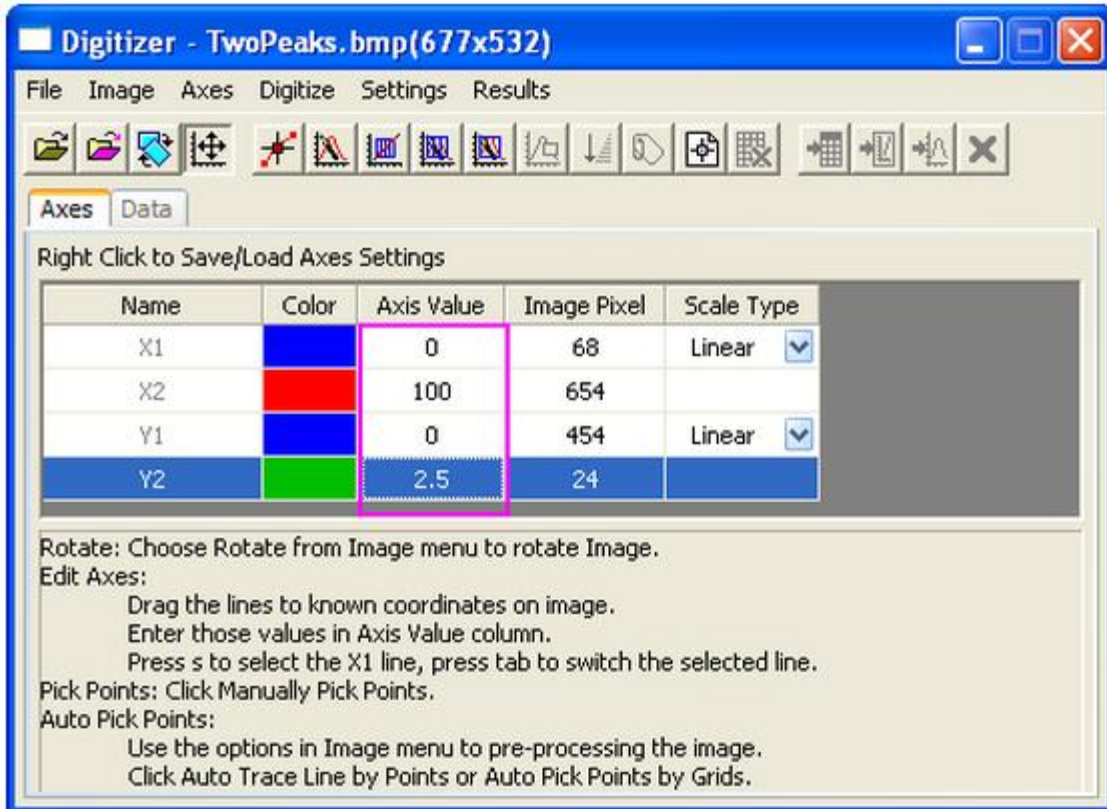 Digitizer - TwoPeaks.bmp(677x532)
File Image Axes Digitize Settings Results
Axes Data
Right Click to Save/Load Axes Settings
Name Color Axis Value Image Pixel Scale Type
X1 0 68 Linear
X2 100 654
Y1 0 454 Linear
Y2 2.5 24
Rotate: Choose Rotate from Image menu to rotate Image.
Edit Axes:
Drag the lines to known coordinates on image.
Enter those values in Axis Value column.
Press s to select the X1 line, press tab to switch the selected line.
Pick Points: Click Manually Pick Points.
Auto Pick Points:
Use the options in Image menu to pre-processing the image.
Click Auto Trace Line by Points or Auto Pick Points by Grids.